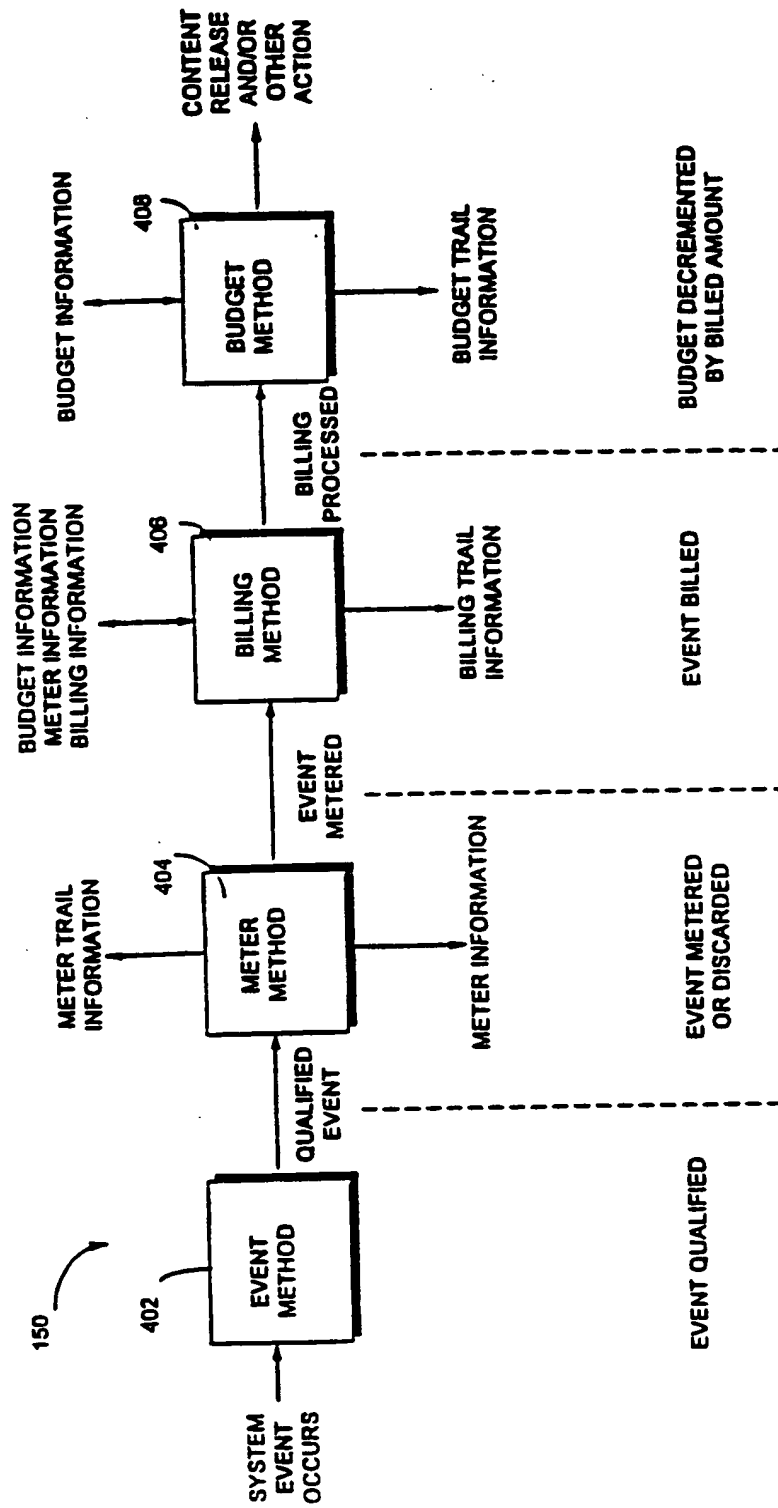 150
SYSTEM
EVENT
OCCURS
402
EVENT
METHOD
QUALIFIED
EVENT
EVENT QUALIFIED
METER TRAIL
INFORMATION
404
METER
METHOD
METER INFORMATION
EVENT
METERED
EVENT METERED
OR DISCARDED
BUDGET INFORMATION
METER INFORMATION
BILLING INFORMATION
406
BILLING
METHOD
BILLING TRAIL
INFORMATION
BILLING
PROCESSED
EVENT BILLED
BUDGET INFORMATION
408
BUDGET
METHOD
BUDGET TRAIL
INFORMATION
CONTENT
RELEASE
AND/OR
OTHER
ACTION
BUDGET DECREMENTED
BY BILLED AMOUNT